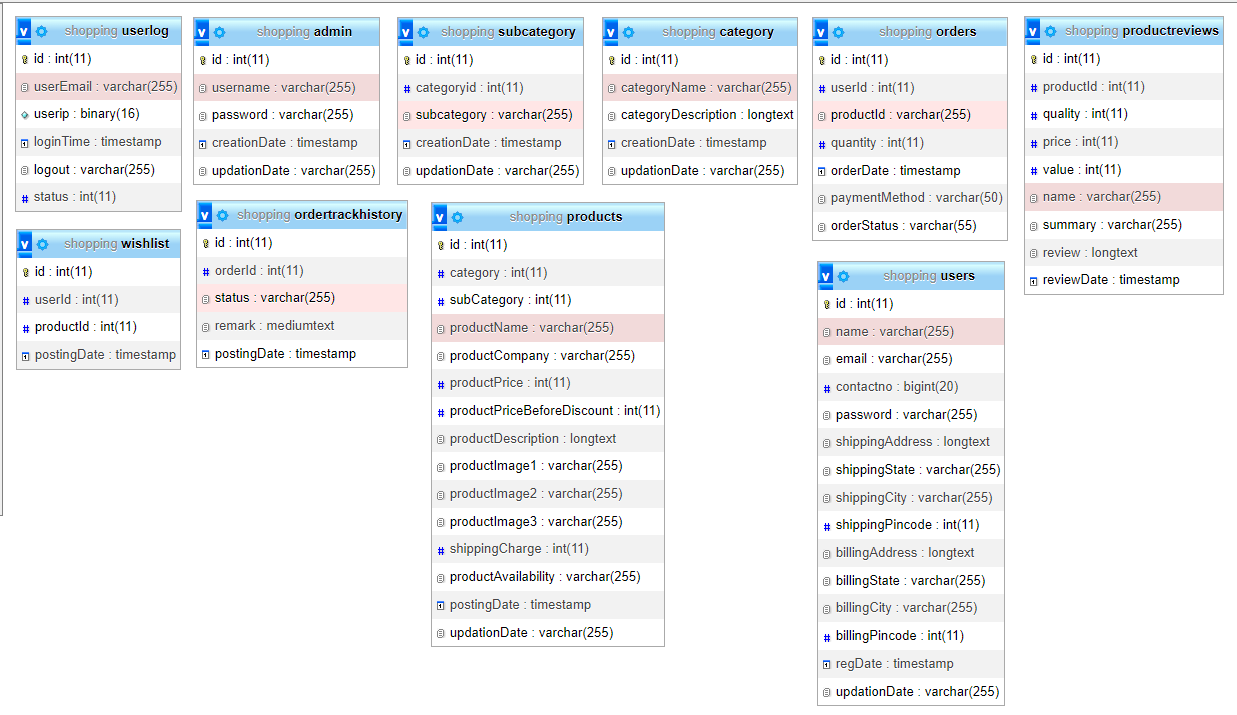 shopping userlog
id : int(11)
userEmail : varchar(255)
userip : binary(16)
loginTime : timestamp
logout : varchar(255)
status : int(11)
shopping admin
id : int(11)
username : varchar(255)
password : varchar(255)
creationDate : timestamp
updationDate : varchar(255)
shopping subcategory
id : int(11)
categoryid : int(11)
subcategory : varchar(255)
creationDate : timestamp
updationDate : varchar(255)
shopping category
id : int(11)
categoryName : varchar(255)
categoryDescription : longtext
creationDate : timestamp
updationDate : varchar(255)
shopping orders
id : int(11)
userId : int(11)
productId : varchar(255)
quantity : int(11)
orderDate : timestamp
paymentMethod : varchar(50)
orderStatus : varchar(55)
shopping productreviews
id : int(11)
productId : int(11)
quality : int(11)
price : int(11)
value : int(11)
name : varchar(255)
summary : varchar(255)
review : longtext
reviewDate : timestamp
shopping wishlist
id : int(11)
userId : int(11)
productId : int(11)
postingDate : timestamp
shopping ordertrackhistory
id : int(11)
orderId : int(11)
status : varchar(255)
remark : mediumtext
postingDate : timestamp
shopping products
id : int(11)
category : int(11)
subCategory : int(11)
productName : varchar(255)
productCompany : varchar(255)
productPrice : int(11)
productPriceBeforeDiscount : int(11)
productDescription : longtext
productImage1 : varchar(255)
productImage2 : varchar(255)
productImage3 : varchar(255)
shippingCharge : int(11)
productAvailability : varchar(255)
postingDate : timestamp
updationDate : varchar(255)
shopping users
id : int(11)
name : varchar(255)
email : varchar(255)
contactno : bigint(20)
password : varchar(255)
shippingAddress : longtext
shippingState : varchar(255)
shippingCity : varchar(255)
shippingPincode : int(11)
billingAddress : longtext
billingState : varchar(255)
billingCity : varchar(255)
billingPincode : int(11)
regDate : timestamp
updationDate : varchar(255)